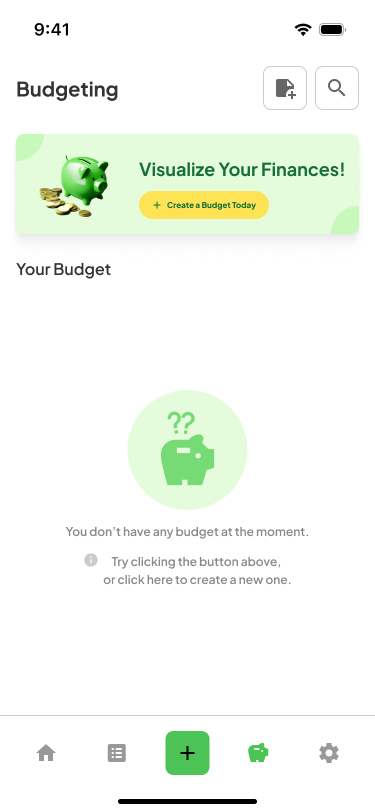 9:41
Budgeting
Visualize Your Finances!
+ Create a Budget Today
Your Budget
??
You don't have any budget at the moment.
Try clicking the button above,
or click here to create a new one.